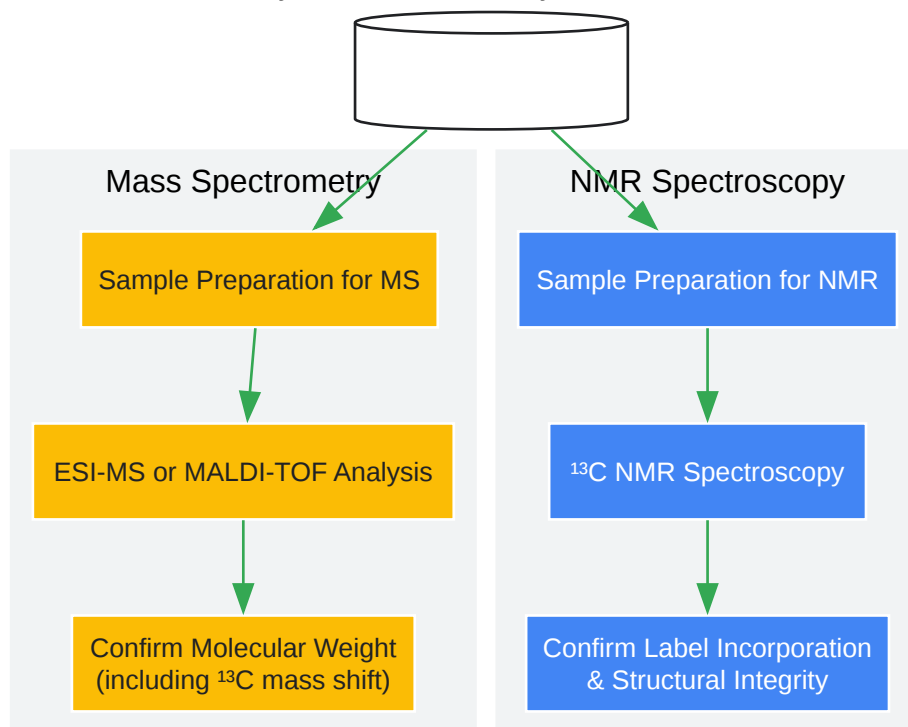 Mass Spectrometry
Sample Preparation for MS
ESI-MS or MALDI-TOF Analysis
Confirm Molecular Weight
(including ¹³C mass shift)
NMR Spectroscopy
Sample Preparation for NMR
¹³C NMR Spectroscopy
Confirm Label Incorporation
& Structural Integrity